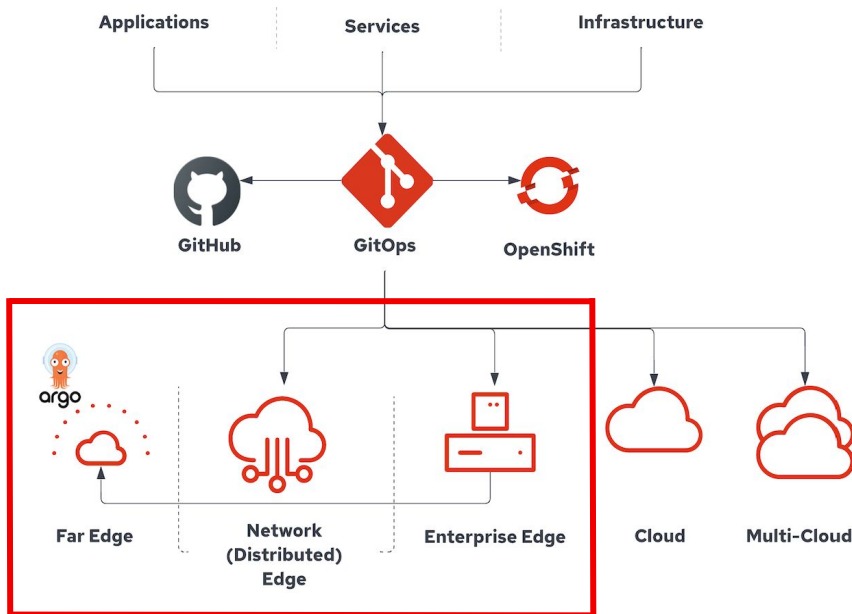 Applications
Services
Infrastructure
GitHub
GitOps
OpenShift
argo
Far Edge
Network
(Distributed)
Edge
Enterprise Edge
Cloud
Multi-Cloud